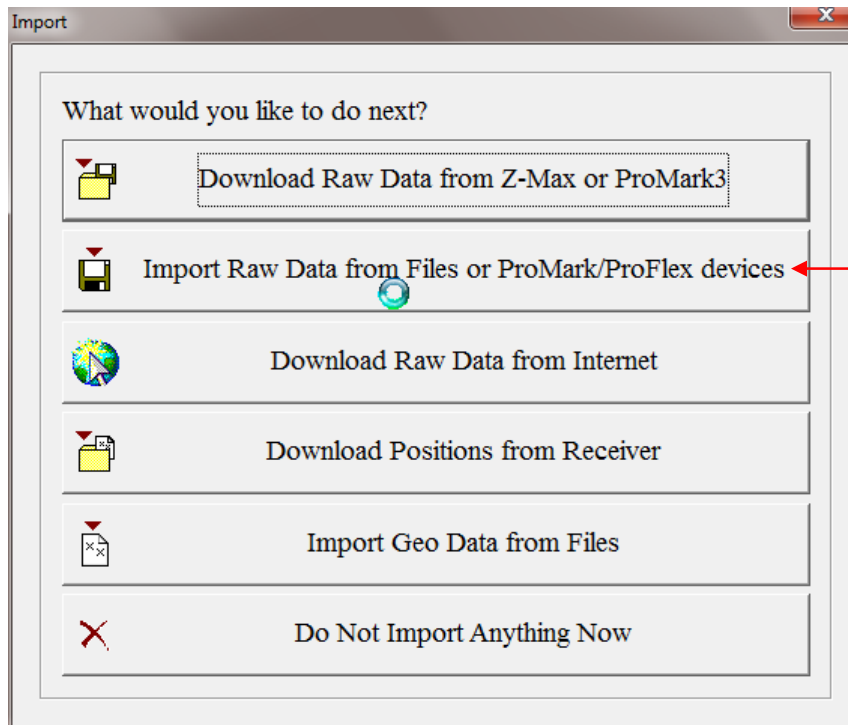 Import
What would you like to do next?
Download Raw Data from Z-Max or ProMark3
Import Raw Data from Files or ProMark/ProFlex devices
Download Raw Data from Internet
Download Positions from Receiver
Import Geo Data from Files
Do Not Import Anything Now